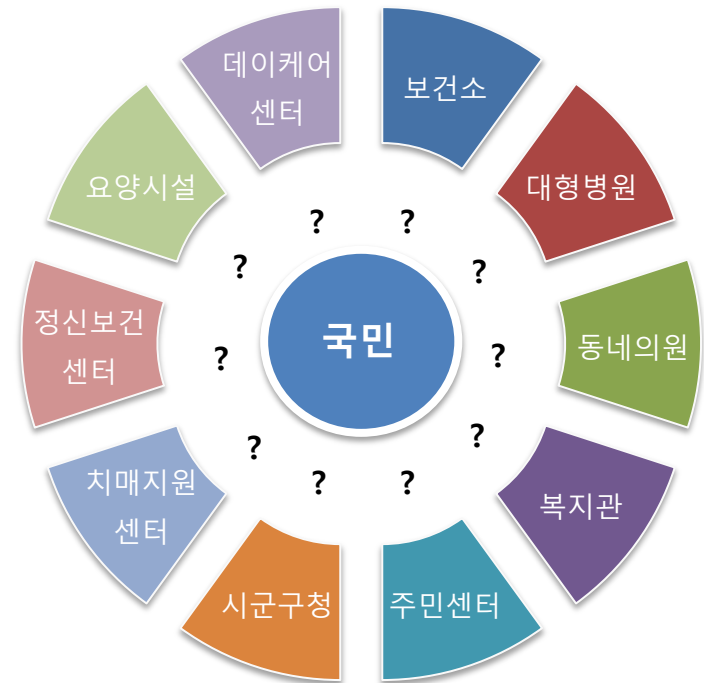 데이케어
센터
보건소
대형병원
동네의원
복지관
주민센터
시군구청
치매지원
센터
정신보건
센터
요양시설
국민
?
?
?
?
?
?
?
?
?
?